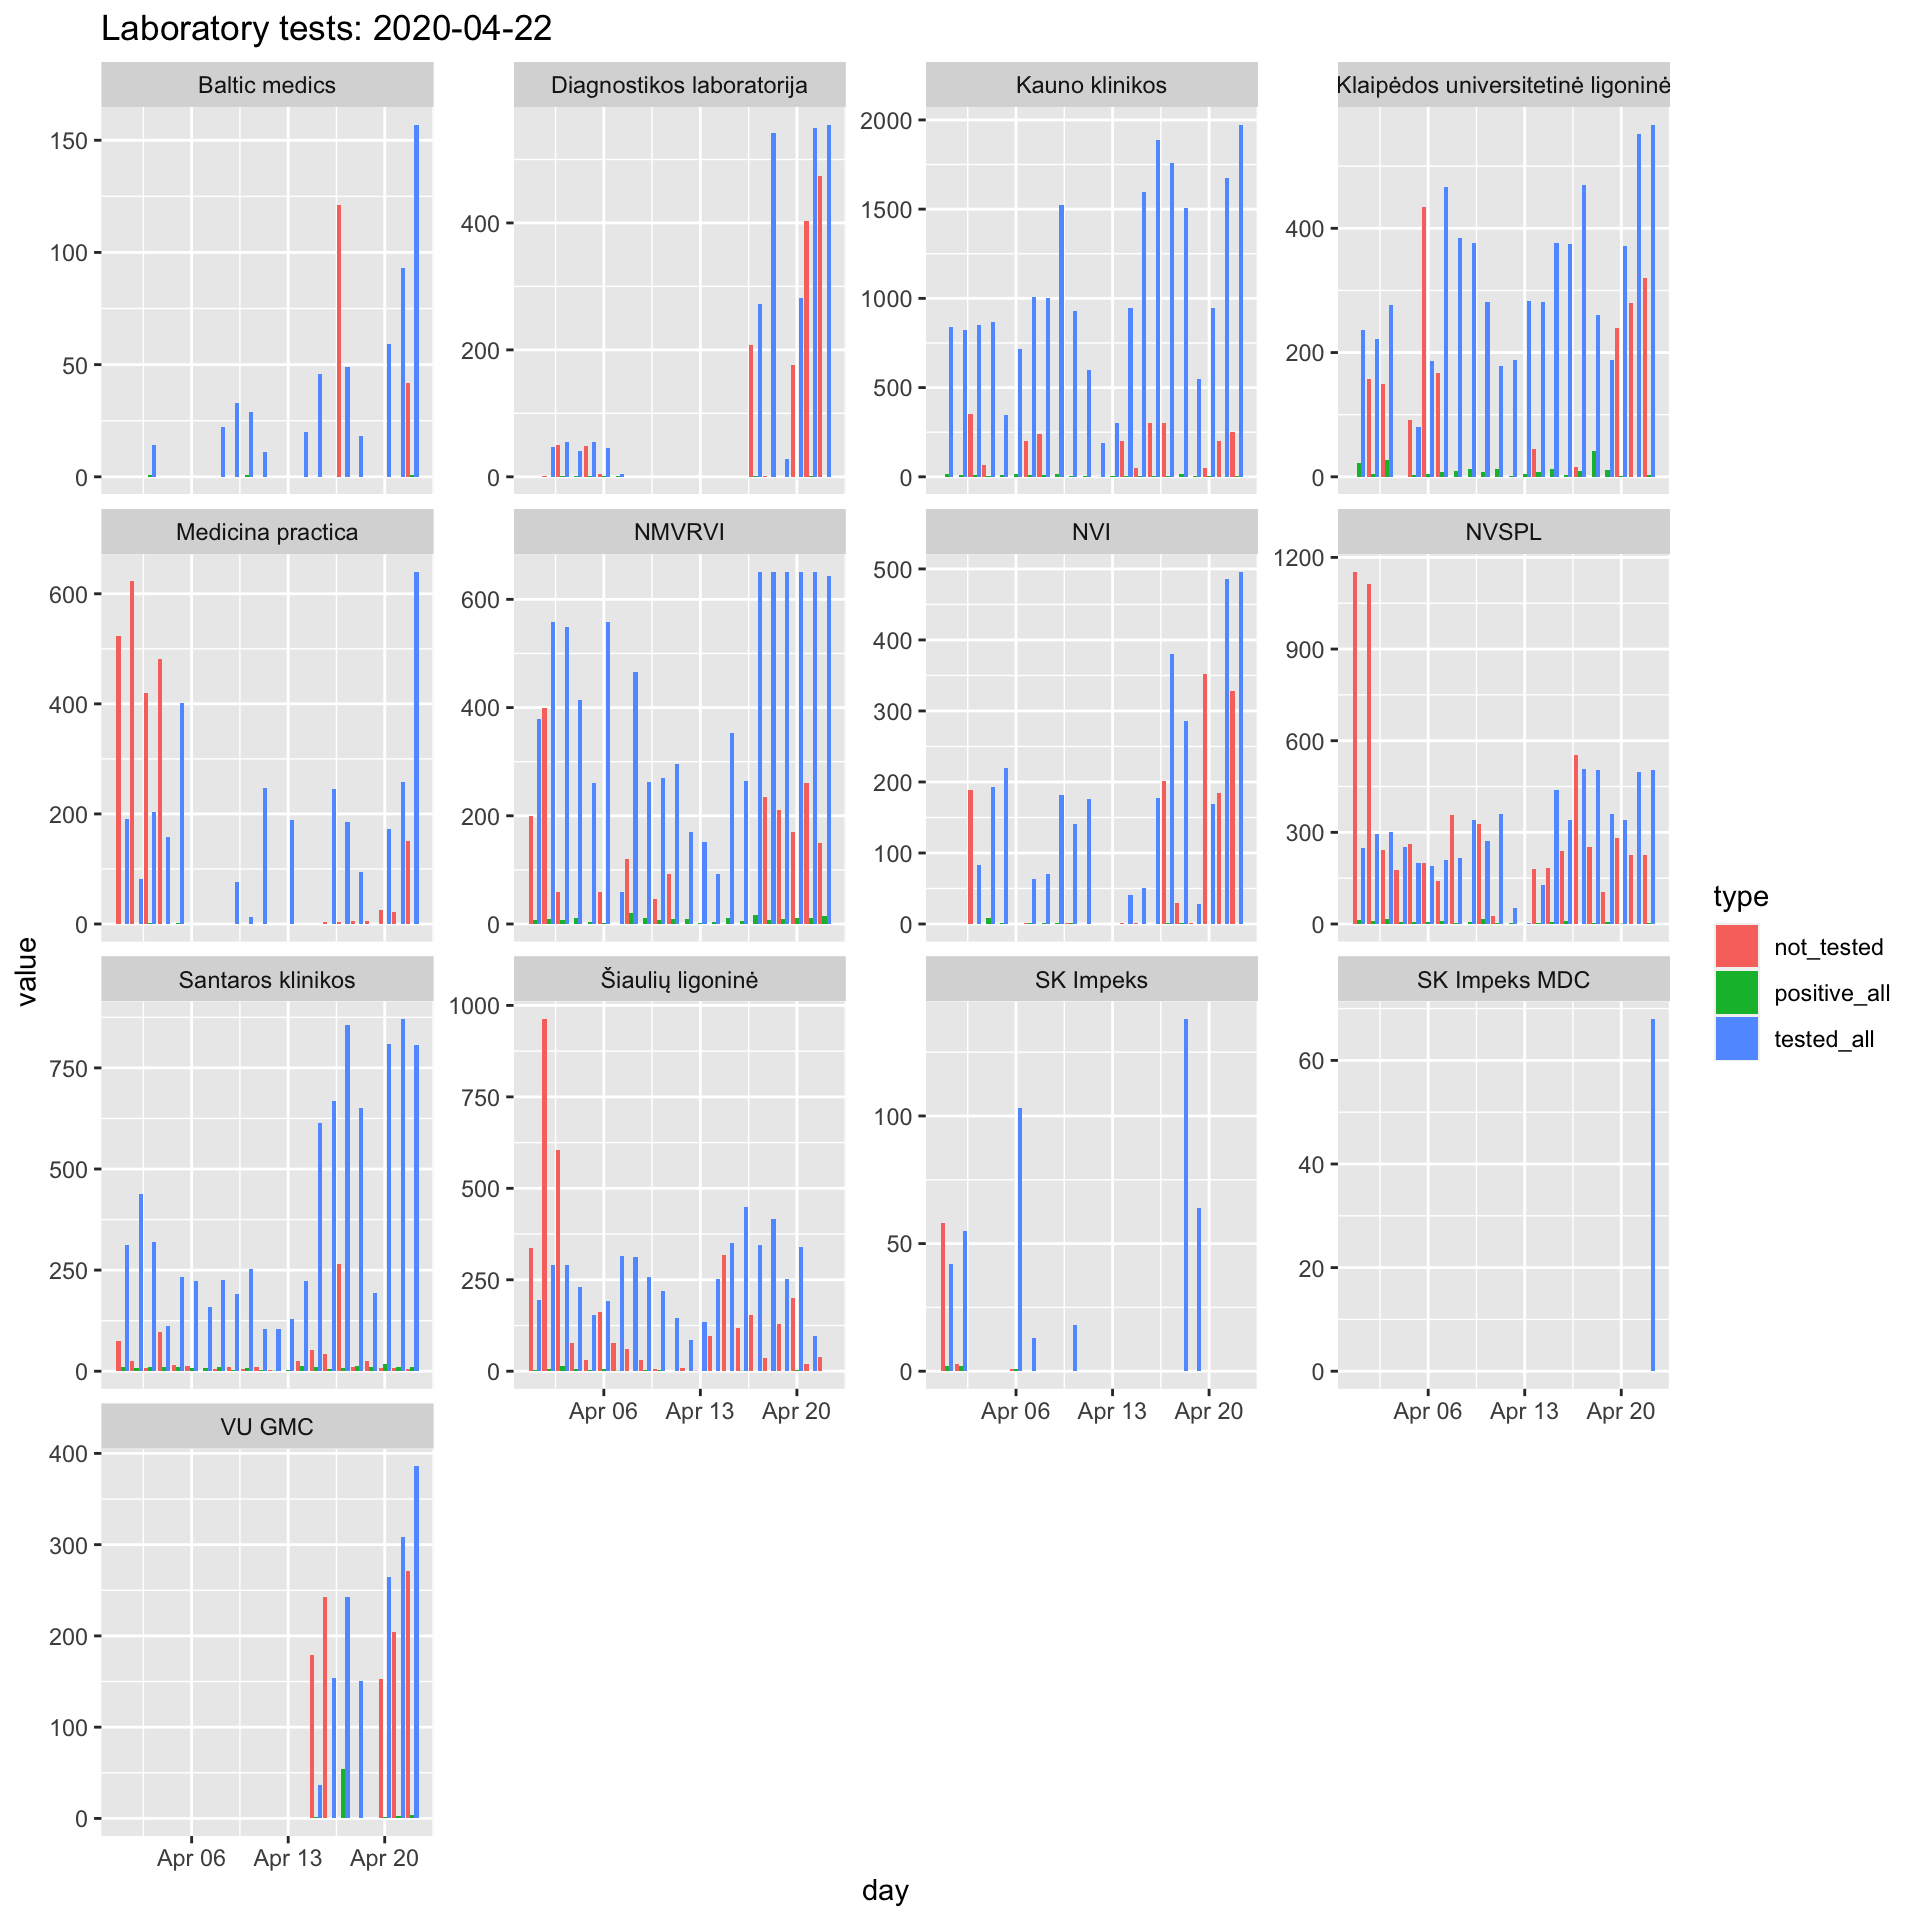 Laboratory tests: 2020-04-22
Baltic medics
Diagnostikos laboratorija
Kauno klinikos
Klaipėdos universitetinė ligoninė
150
100
50
0
400
200
0
2000
1500
1000
500
0
400
200
0
Medicina practica
NMVRVI
NVI
NVSPL
600
400
200
0
600
400
200
0
500
400
300
200
100
0
1200
900
600
300
0
Santaros klinikos
Šiaulių ligoninė
SK Impeks
SK Impeks MDC
750
500
250
0
1000
750
500
250
0
100
50
0
60
40
20
0
Apr 06 Apr 13 Apr 20
Apr 06 Apr 13 Apr 20
Apr 06 Apr 13 Apr 20
VU GMC
400
300
200
100
0
Apr 06 Apr 13 Apr 20
day
value
type
not_tested
positive_all
tested_all